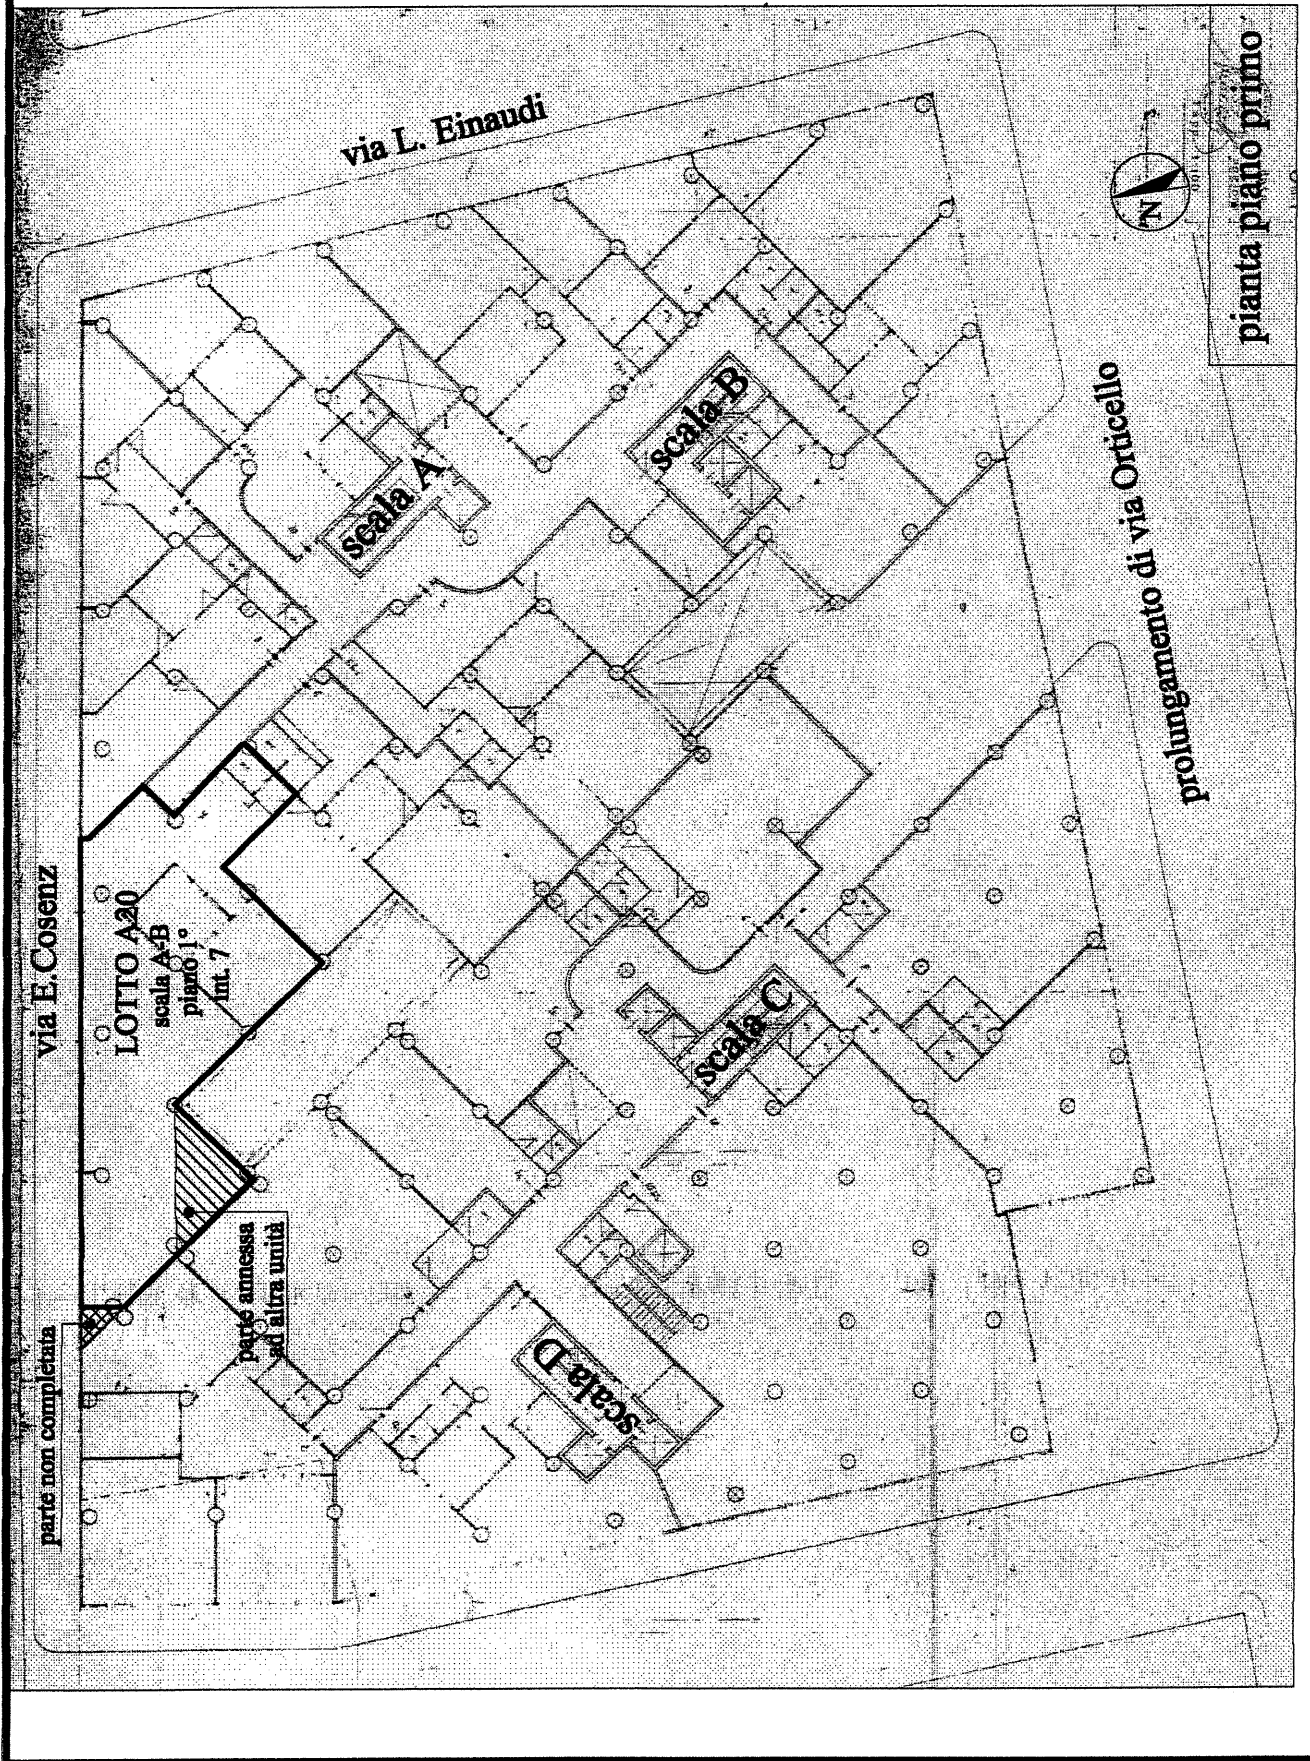 via L. Einaudi
pianta piano primo
N
scala B
scala A
prolungamento di via Orticello
via E.Cosenz
LOTTO A20
scala A-B
piano 1°
int. 7
scala C
parte annessa
ad altra unità
parte non completata
scala D